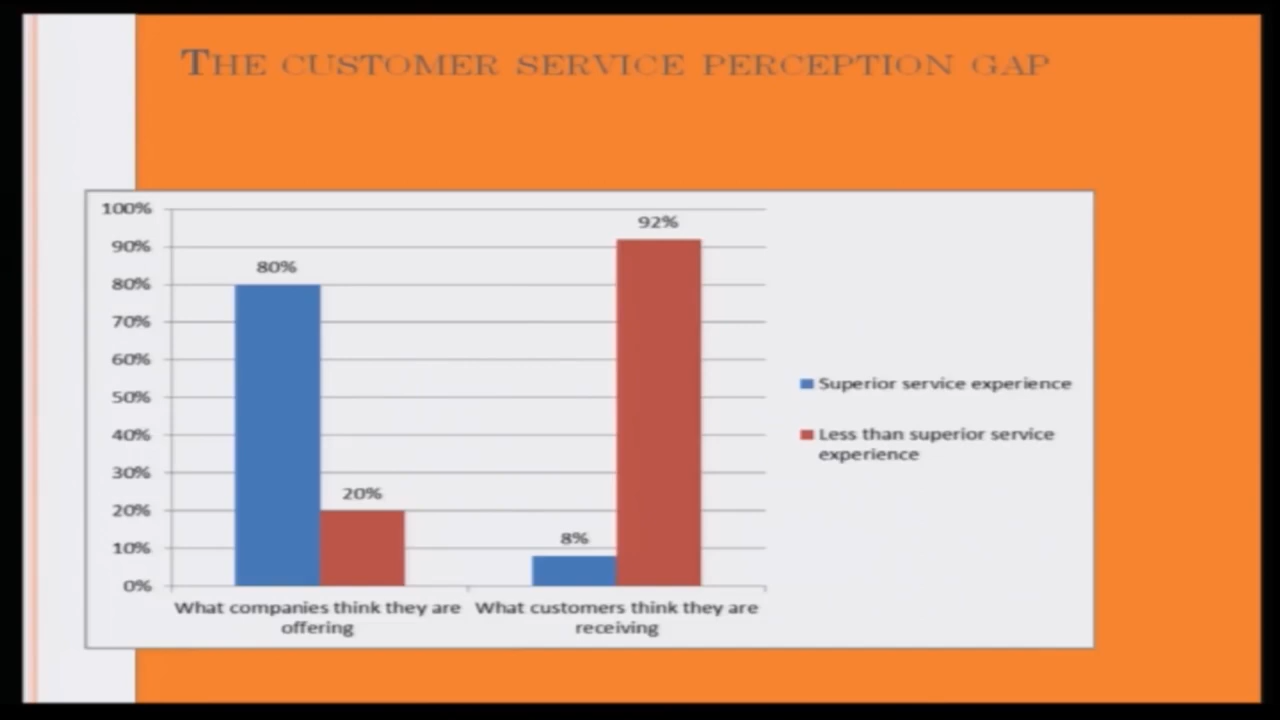 THE CUSTOMER SERVICE PERCEPTION GAP
100%
90%
80%
70%
60%
50%
40%
30%
20%
10%
0%
80%
20%
8%
92%
What companies think they are
offering
What customers think they are
receiving
Superior service experience
Less than superior service
experience